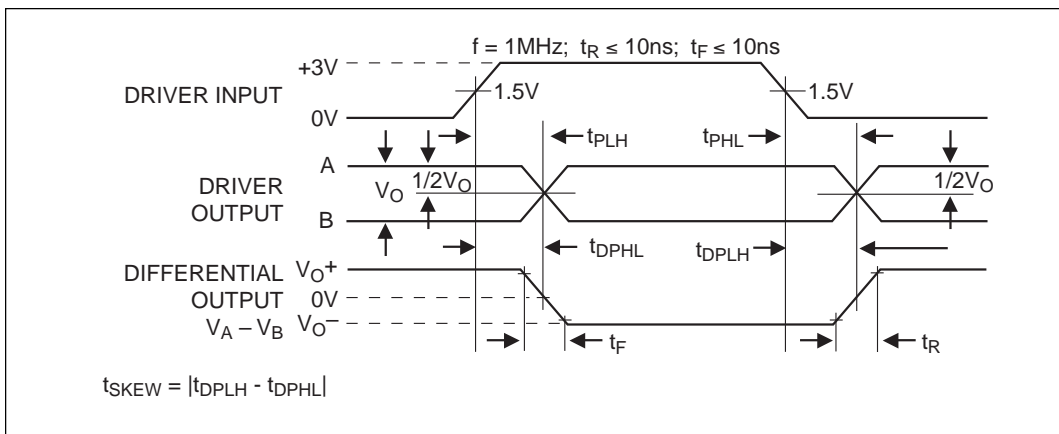 f = 1MHz; tR ≤ 10ns; tF ≤ 10ns
+3V
DRIVER INPUT
1.5V
1.5V
0V
tPLH
tPHL
A
DRIVER
OUTPUT
VO
1/2VO
1/2VO
B
tDPHL
tDPLH
DIFFERENTIAL
OUTPUT
VA – VB
VO+
0V
VO–
tF
tR
tSKEW = |tDPLH - tDPHL|